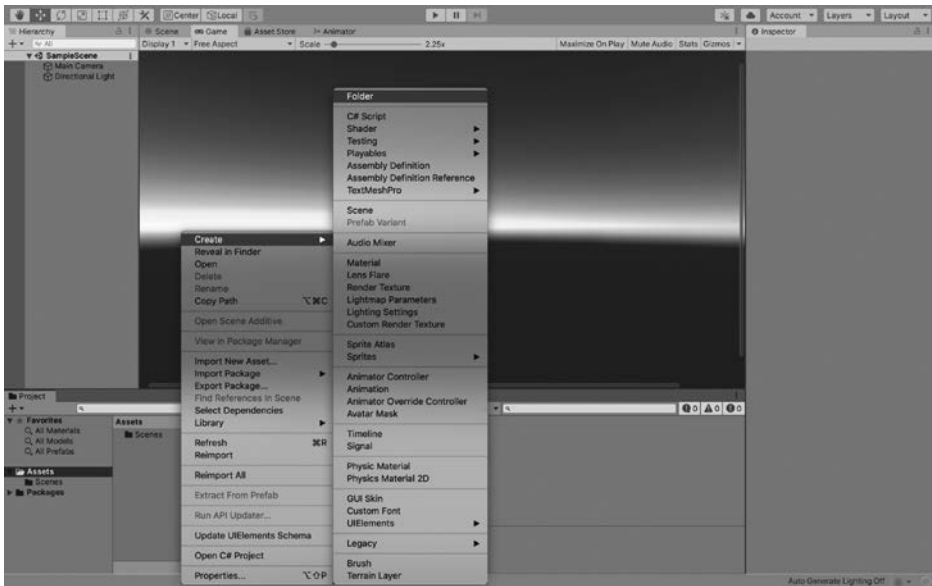 Center Local
Account Layers Layout
Hierarchy
All
SampleScene
Main Camera
Directional Light
Scene Game Asset Store Animator
Display 1 Free Aspect Scale 2.25x Maximize On Play Mute Audio Stats Gizmos
Inspector
Create
Reveal in Finder
Open
Delete
Rename
Copy Path ⌥⌘C
Open Scene Additive
View in Package Manager
Import New Asset...
Import Package
Export Package...
Find References In Scene
Select Dependencies
Library
Refresh ⌘R
Reimport
Reimport All
Extract From Prefab
Run API Updater...
Update UIElements Schema
Open C# Project
Properties... ⌥⇧P
Folder
C# Script
Shader
Testing
Playables
Assembly Definition
Assembly Definition Reference
TextMeshPro
Scene
Prefab Variant
Audio Mixer
Material
Lens Flare
Render Texture
Lightmap Parameters
Lighting Settings
Custom Render Texture
Sprite Atlas
Sprites
Animator Controller
Animation
Animator Override Controller
Avatar Mask
Timeline
Signal
Physic Material
Physics Material 2D
GUI Skin
Custom Font
UIElements
Legacy
Brush
Terrain Layer
Project
Favorites
All Materials
All Models
All Prefabs
Assets
Scenes
Packages
Assets
Scenes
0 0 0
Auto Generate Lighting Off